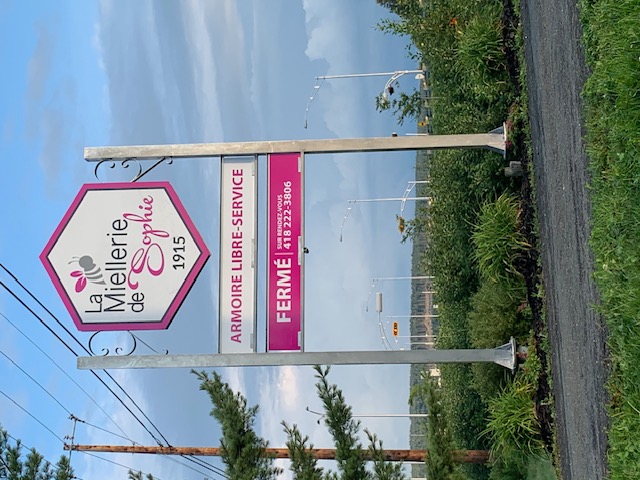 La
Miellerie
de Sophie
1915
ARMOIRE LIBRE-SERVICE
FERMÉ
SUR RENDEZ-VOUS
418 222-3806